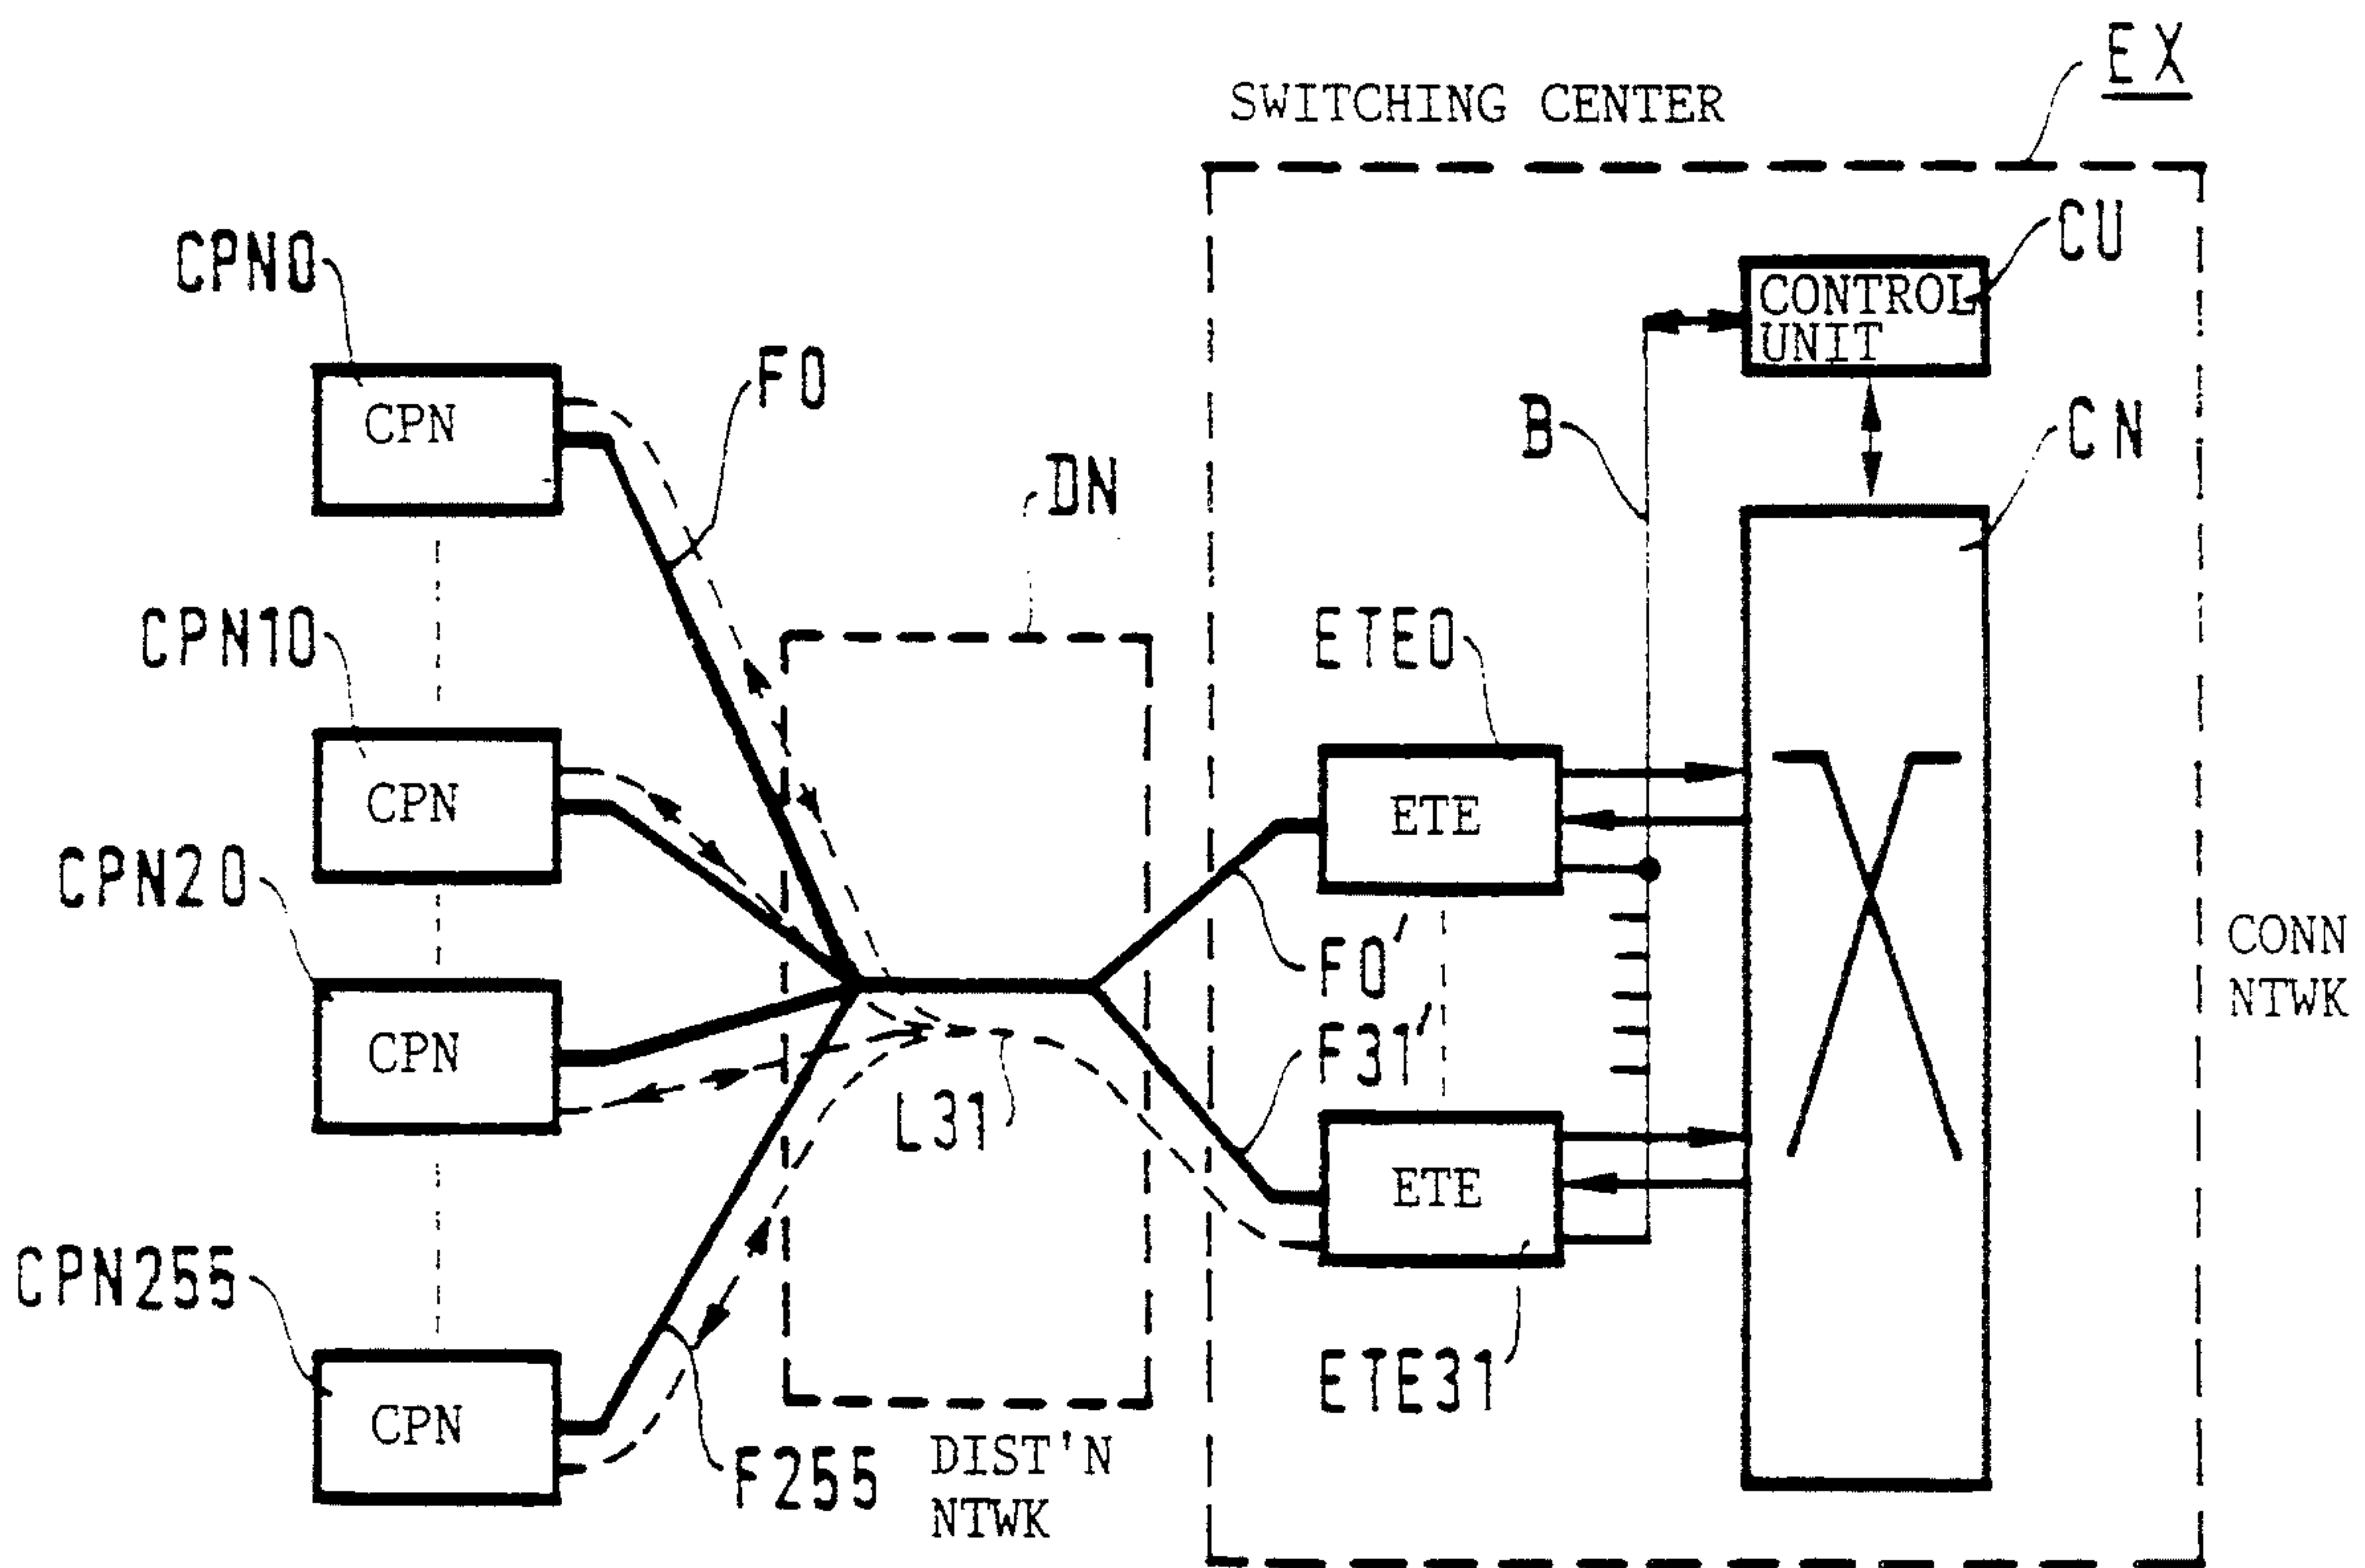 EX
SWITCHING CENTER
CU
CPN0
CONTROL
UNIT
F0
CPN
B
CN
DN
CPN10
ETE0
CPN
ETE
CPN20
F0'
CONN
NTWK
CPN
F31'
L31
ETE
CPN255
ETE31
CPN
F255
DIST'N
NTWK